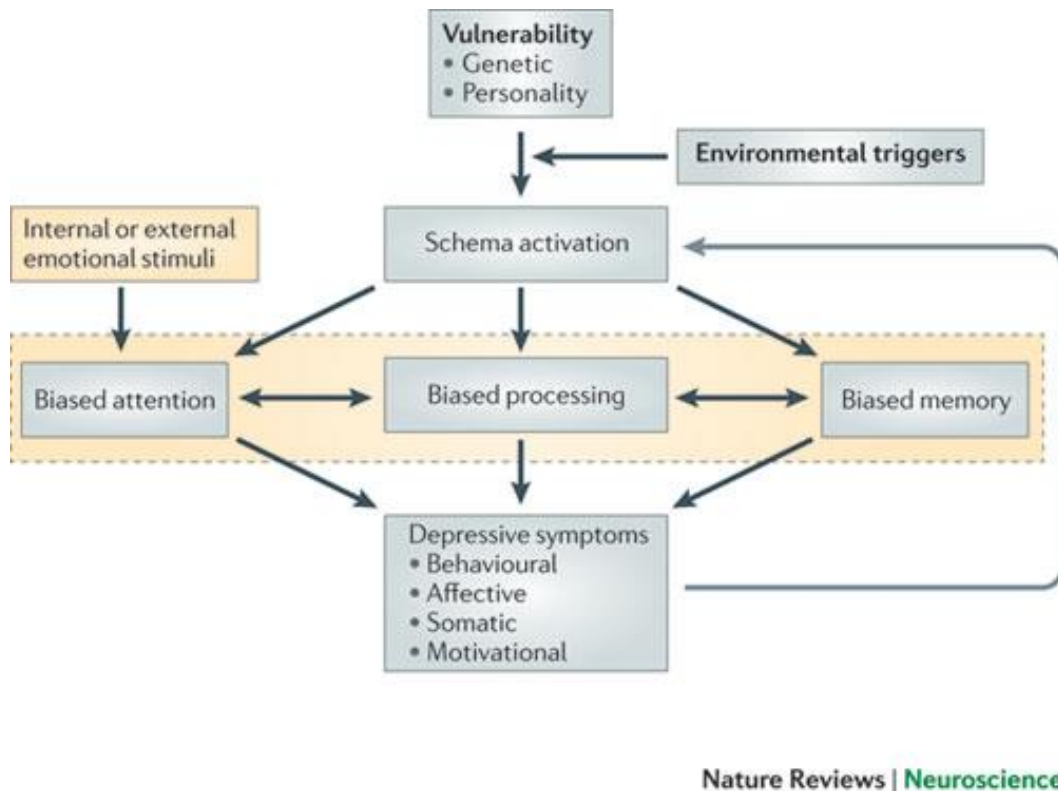 Vulnerability
• Genetic
• Personality
Environmental triggers
Internal or external
emotional stimuli
Schema activation
Biased attention
Biased processing
Biased memory
Depressive symptoms
• Behavioural
• Affective
• Somatic
• Motivational
Nature Reviews | Neuroscience